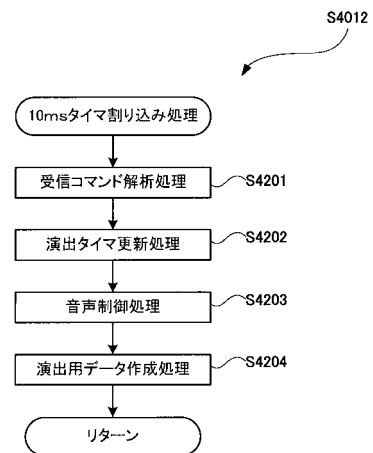 S4012
10msタイマ割り込み処理
受信コマンド解析処理 S4201
演出タイマ更新処理 S4202
音声制御処理 S4203
演出用データ作成処理 S4204
リターン